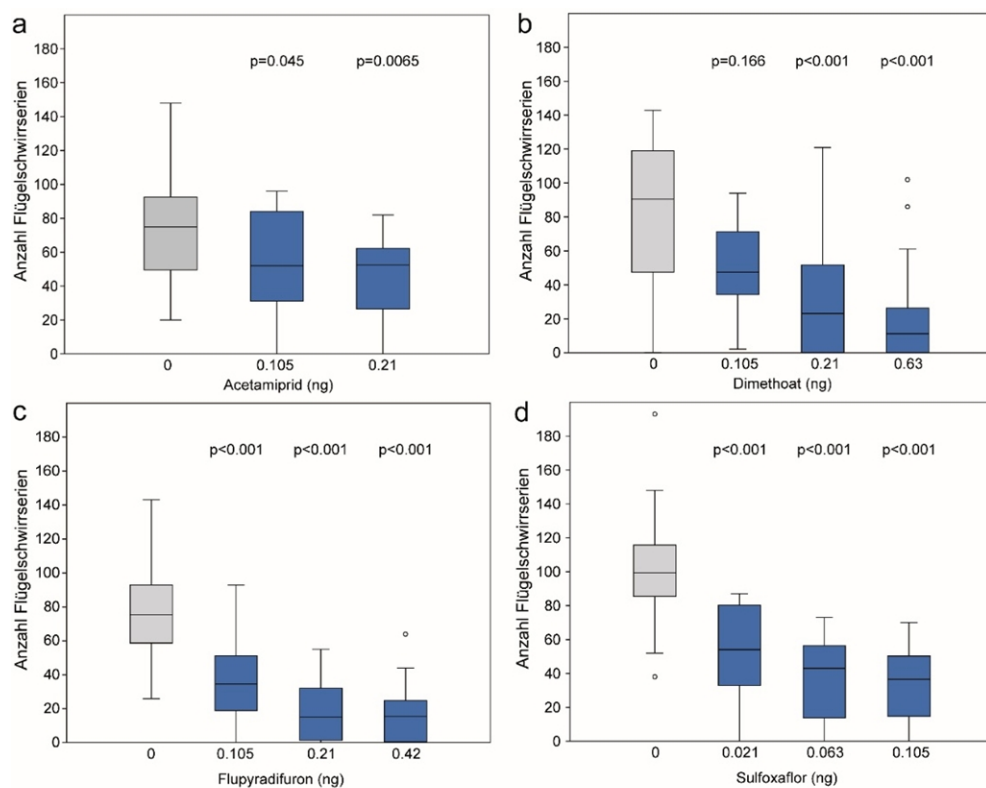 a
180
160
140
120
100
80
60
40
20
0
Anzahl Flügelschwirrserien
p=0.045 p=0.0065
0 0.105 0.21
Acetamiprid (ng)
b
180
160
140
120
100
80
60
40
20
0
Anzahl Flügelschwirrserien
p=0.166 p<0.001 p<0.001
0 0.105 0.21 0.63
Dimethoat (ng)
c
180
160
140
120
100
80
60
40
20
0
Anzahl Flügelschwirrserien
p<0.001 p<0.001 p<0.001
0 0.105 0.21 0.42
Flupyradifuron (ng)
d
180
160
140
120
100
80
60
40
20
0
Anzahl Flügelschwirrserien
p<0.001 p<0.001 p<0.001
0 0.021 0.063 0.105
Sulfoxaflor (ng)